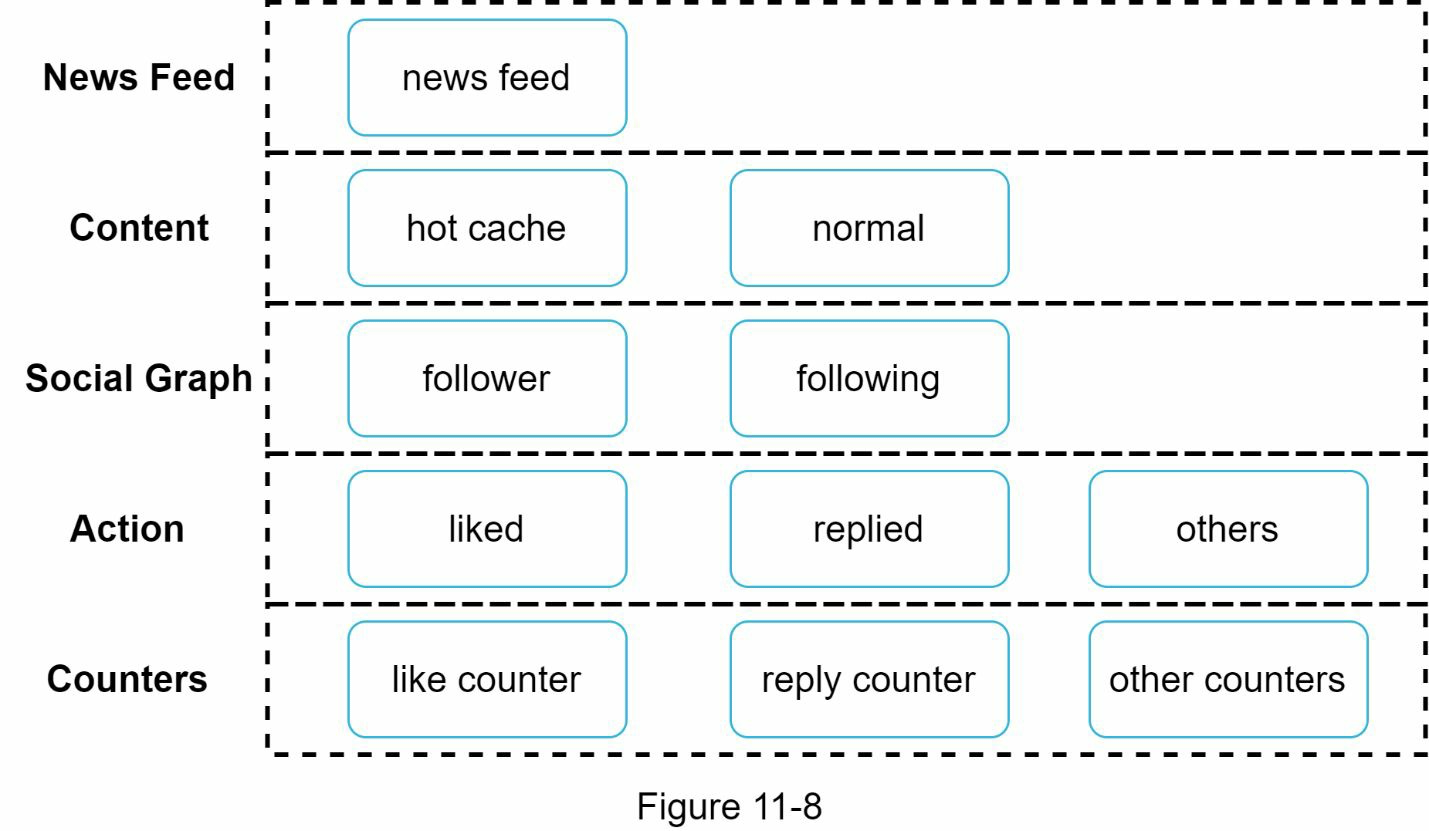 News Feed
news feed
Content
hot cache
normal
Social Graph
follower
following
Action
liked
replied
others
Counters
like counter
reply counter
other counters
Figure 11-8